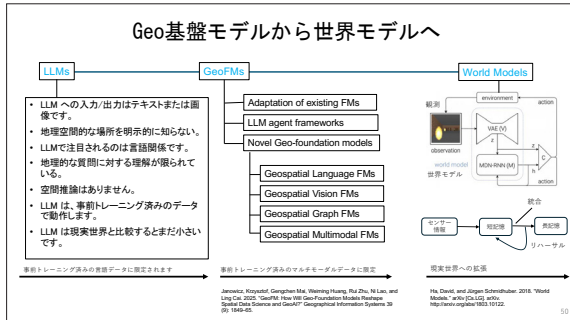 Geo基盤モデルから世界モデルへ
LLMs
GeoFMs
World Models
• LLM への入力/出力はテキストまたは画
像です。
• 地理空間的な場所を明示的に知らない。
• LLMで注目されるのは言語関係です。
• 地理的な質問に対する理解が限られて
いる。
• 空間推論はありません。
• LLM は、事前トレーニング済みのデータ
で動作します。
• LLM は現実世界と比較するとまだ小さい
です。
Adaptation of existing FMs
LLM agent frameworks
Novel Geo-foundation models
Geospatial Language FMs
Geospatial Vision FMs
Geospatial Graph FMs
Geospatial Multimodal FMs
environment
観測
action
VAE (V)
observation
z
z
C
world model
世界モデル
MDN-RNN (M)
h
action
統合
センサー
情報
短記憶
長記憶
リハーサル
事前トレーニング済みの言語データに限定されます
事前トレーニング済みのマルチモーダルデータに限定
現実世界への拡張
Janowicz, Krzysztof, Gengchen Mai, Weiming Huang, Rui Zhu, Ni Lao, and
Ling Cai. 2025. "GeoFM: How Will Geo-Foundation Models Reshape
Spatial Data Science and GeoAI?" Geographical Information Systems 39
(9): 1849–65.
Ha, David, and Jürgen Schmidhuber. 2018. "World
Models." arXiv [Cs.LG]. arXiv.
http://arxiv.org/abs/1803.10122.
50